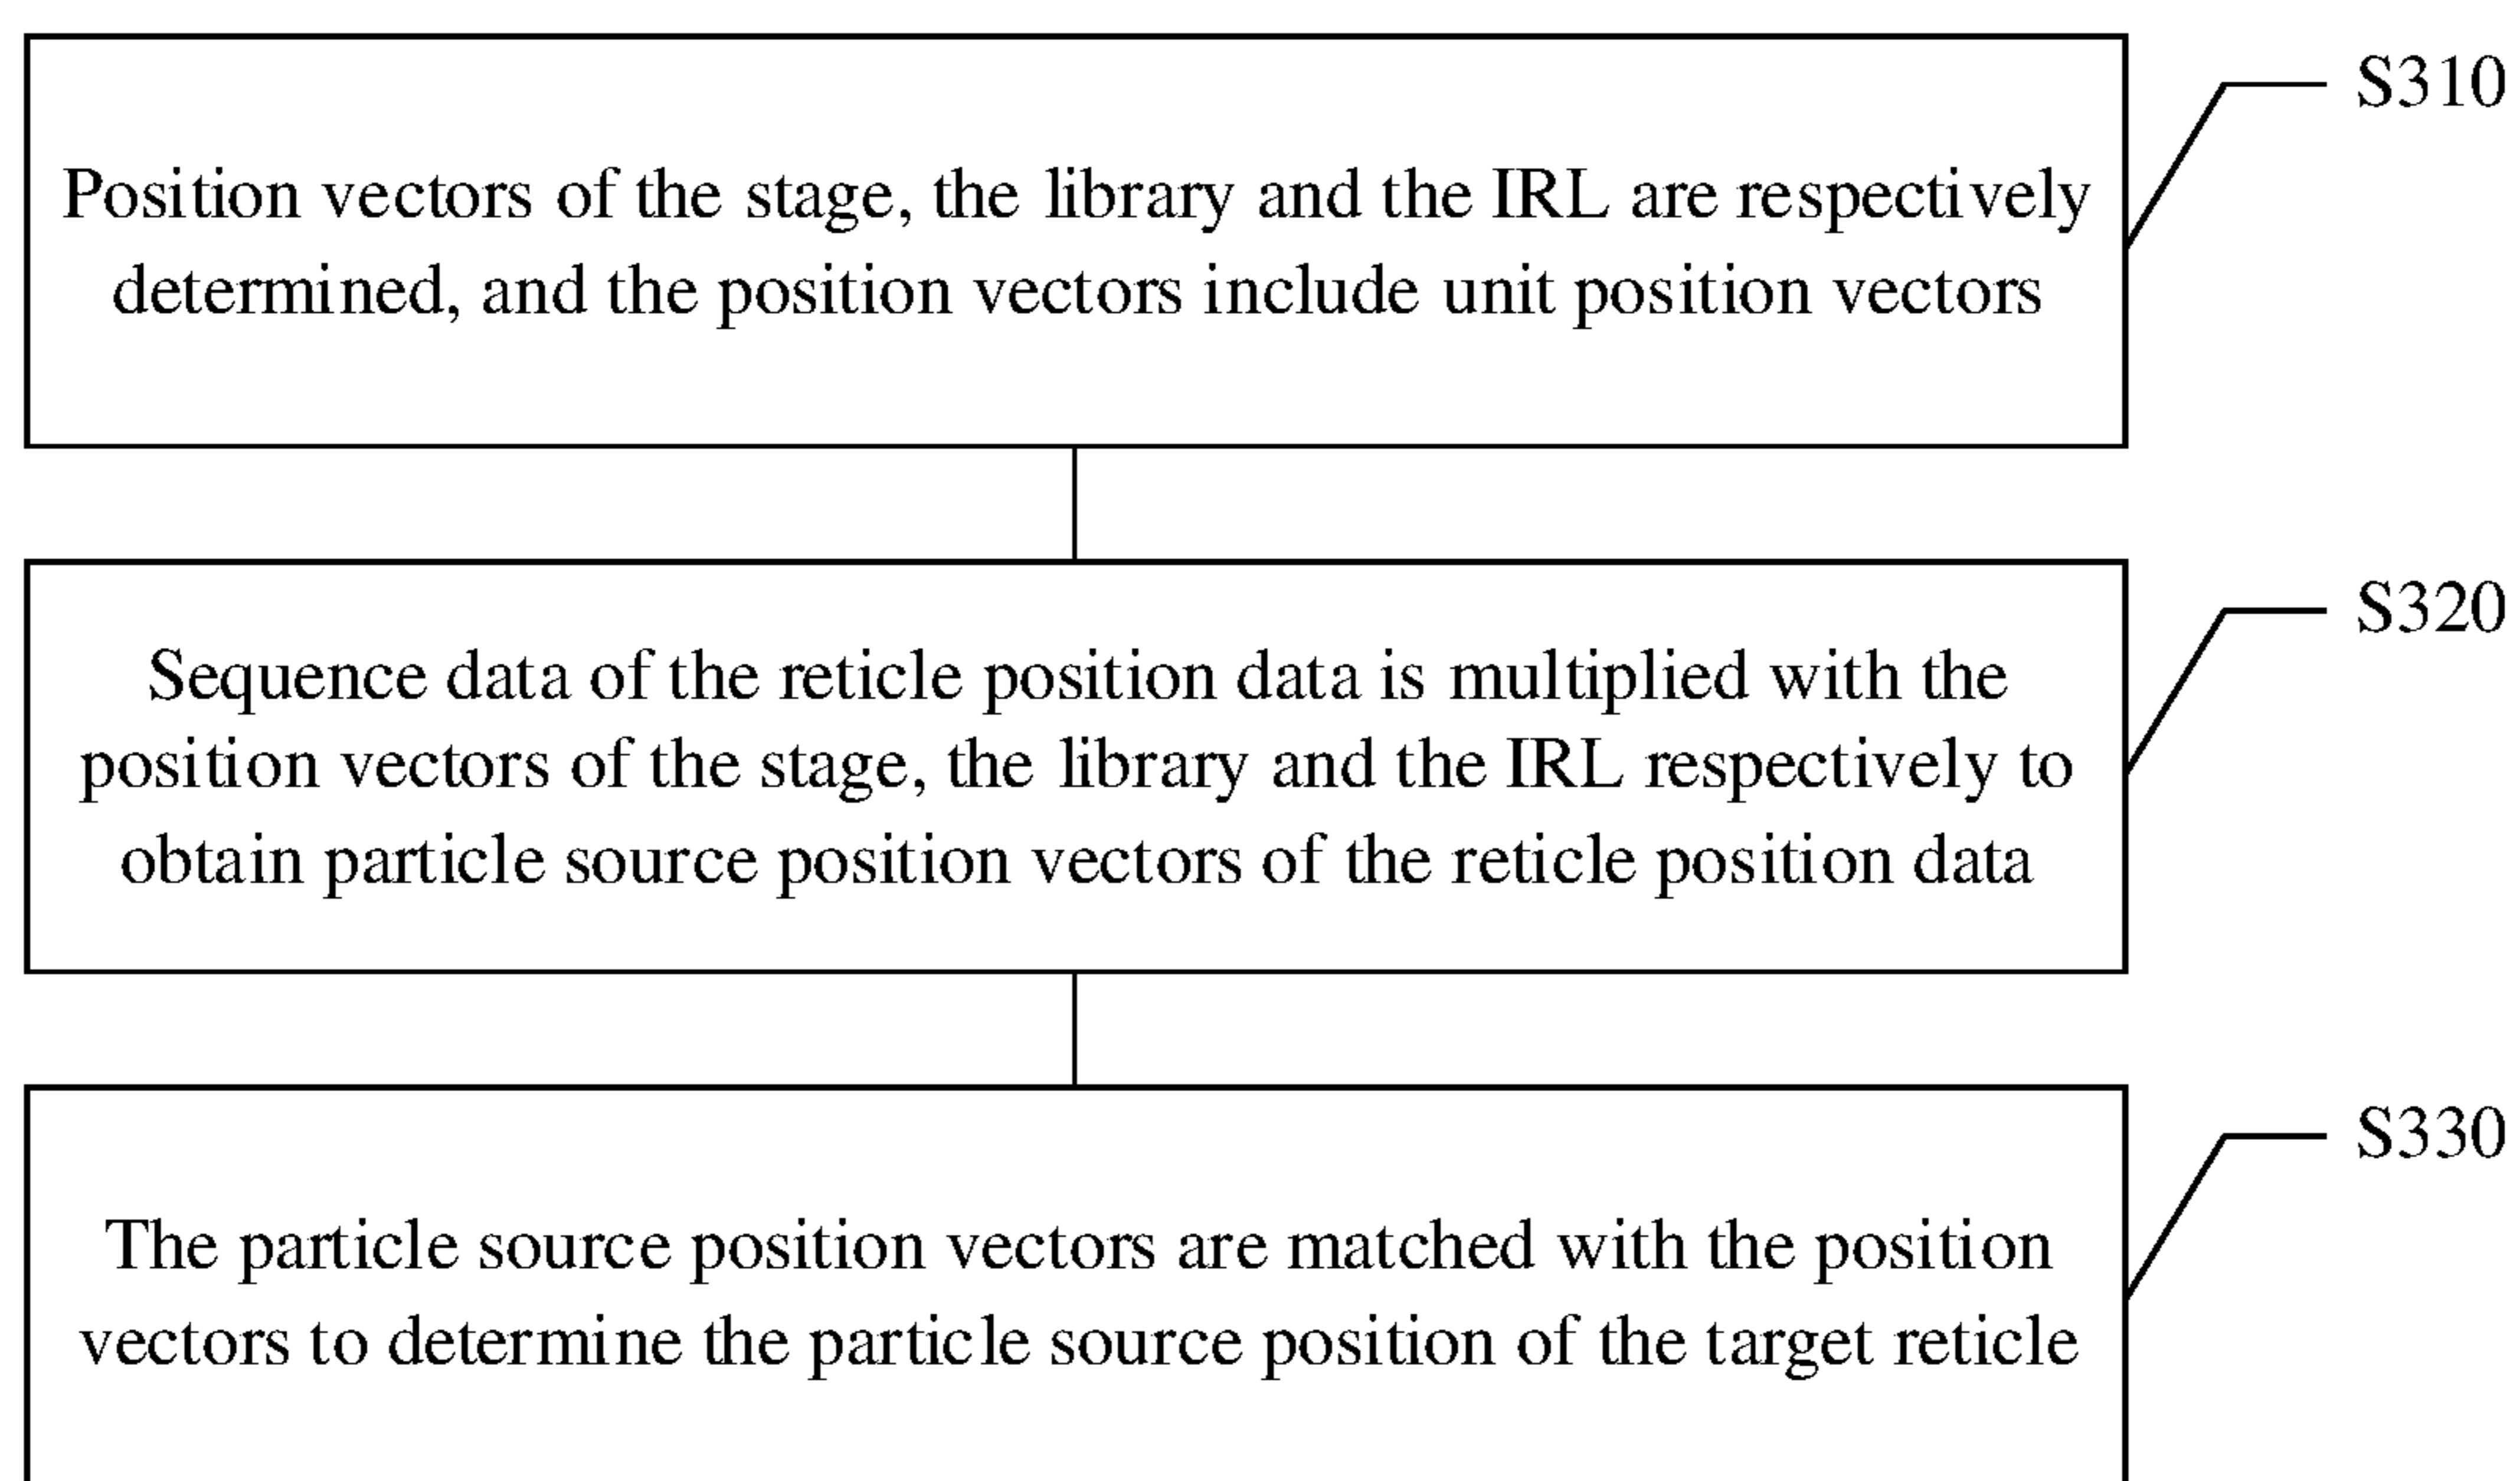 S310
Position vectors of the stage, the library and the IRL are respectively
determined, and the position vectors include unit position vectors
S320
Sequence data of the reticle position data is multiplied with the
position vectors of the stage, the library and the IRL respectively to
obtain particle source position vectors of the reticle position data
S330
The particle source position vectors are matched with the position
vectors to determine the particle source position of the target reticle